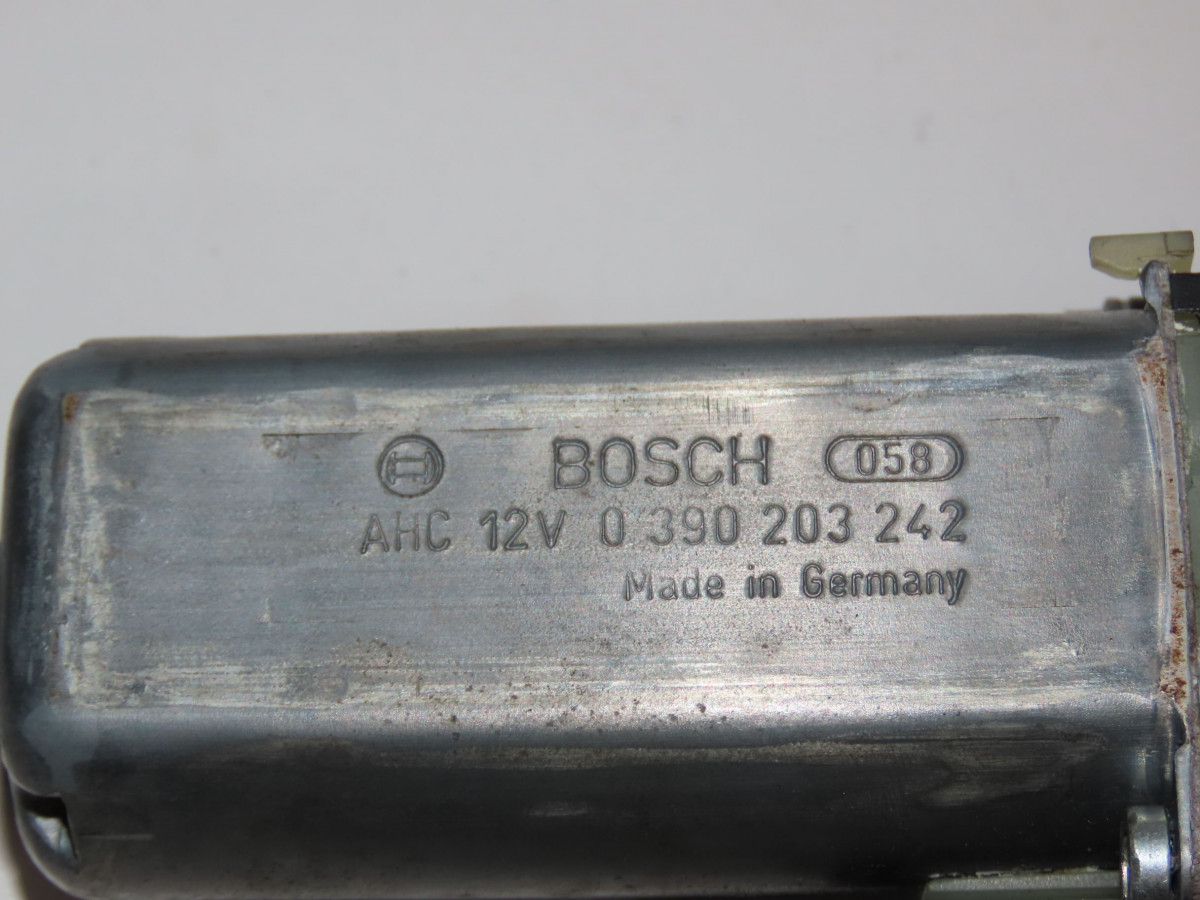 BOSCH 058
AHC 12V 0 390 203 242
Made in Germany